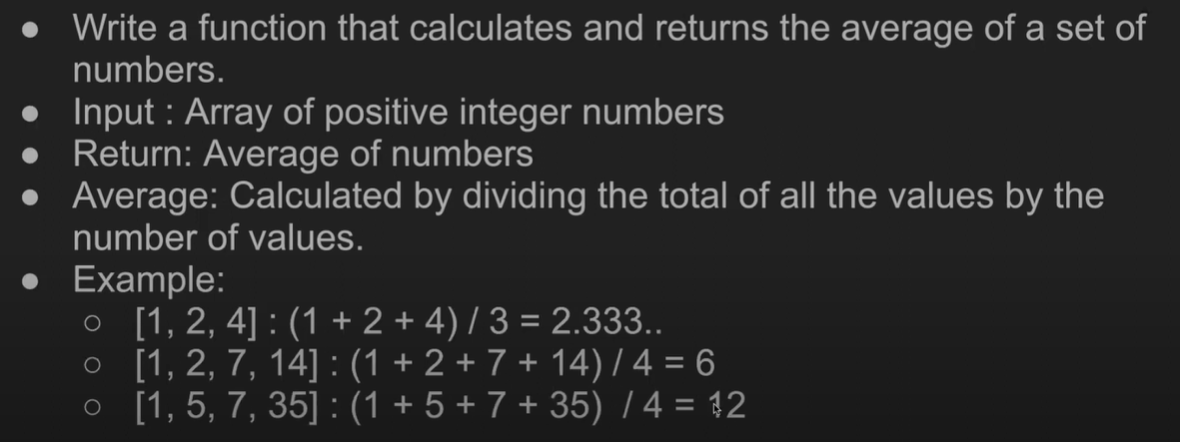 ● Write a function that calculates and returns the average of a set of
numbers.
● Input : Array of positive integer numbers
● Return: Average of numbers
● Average: Calculated by dividing the total of all the values by the
number of values.
● Example:
○ [1, 2, 4] : (1 + 2 + 4) / 3 = 2.333..
○ [1, 2, 7, 14] : (1 + 2 + 7 + 14) / 4 = 6
○ [1, 5, 7, 35] : (1 + 5 + 7 + 35) / 4 = 12